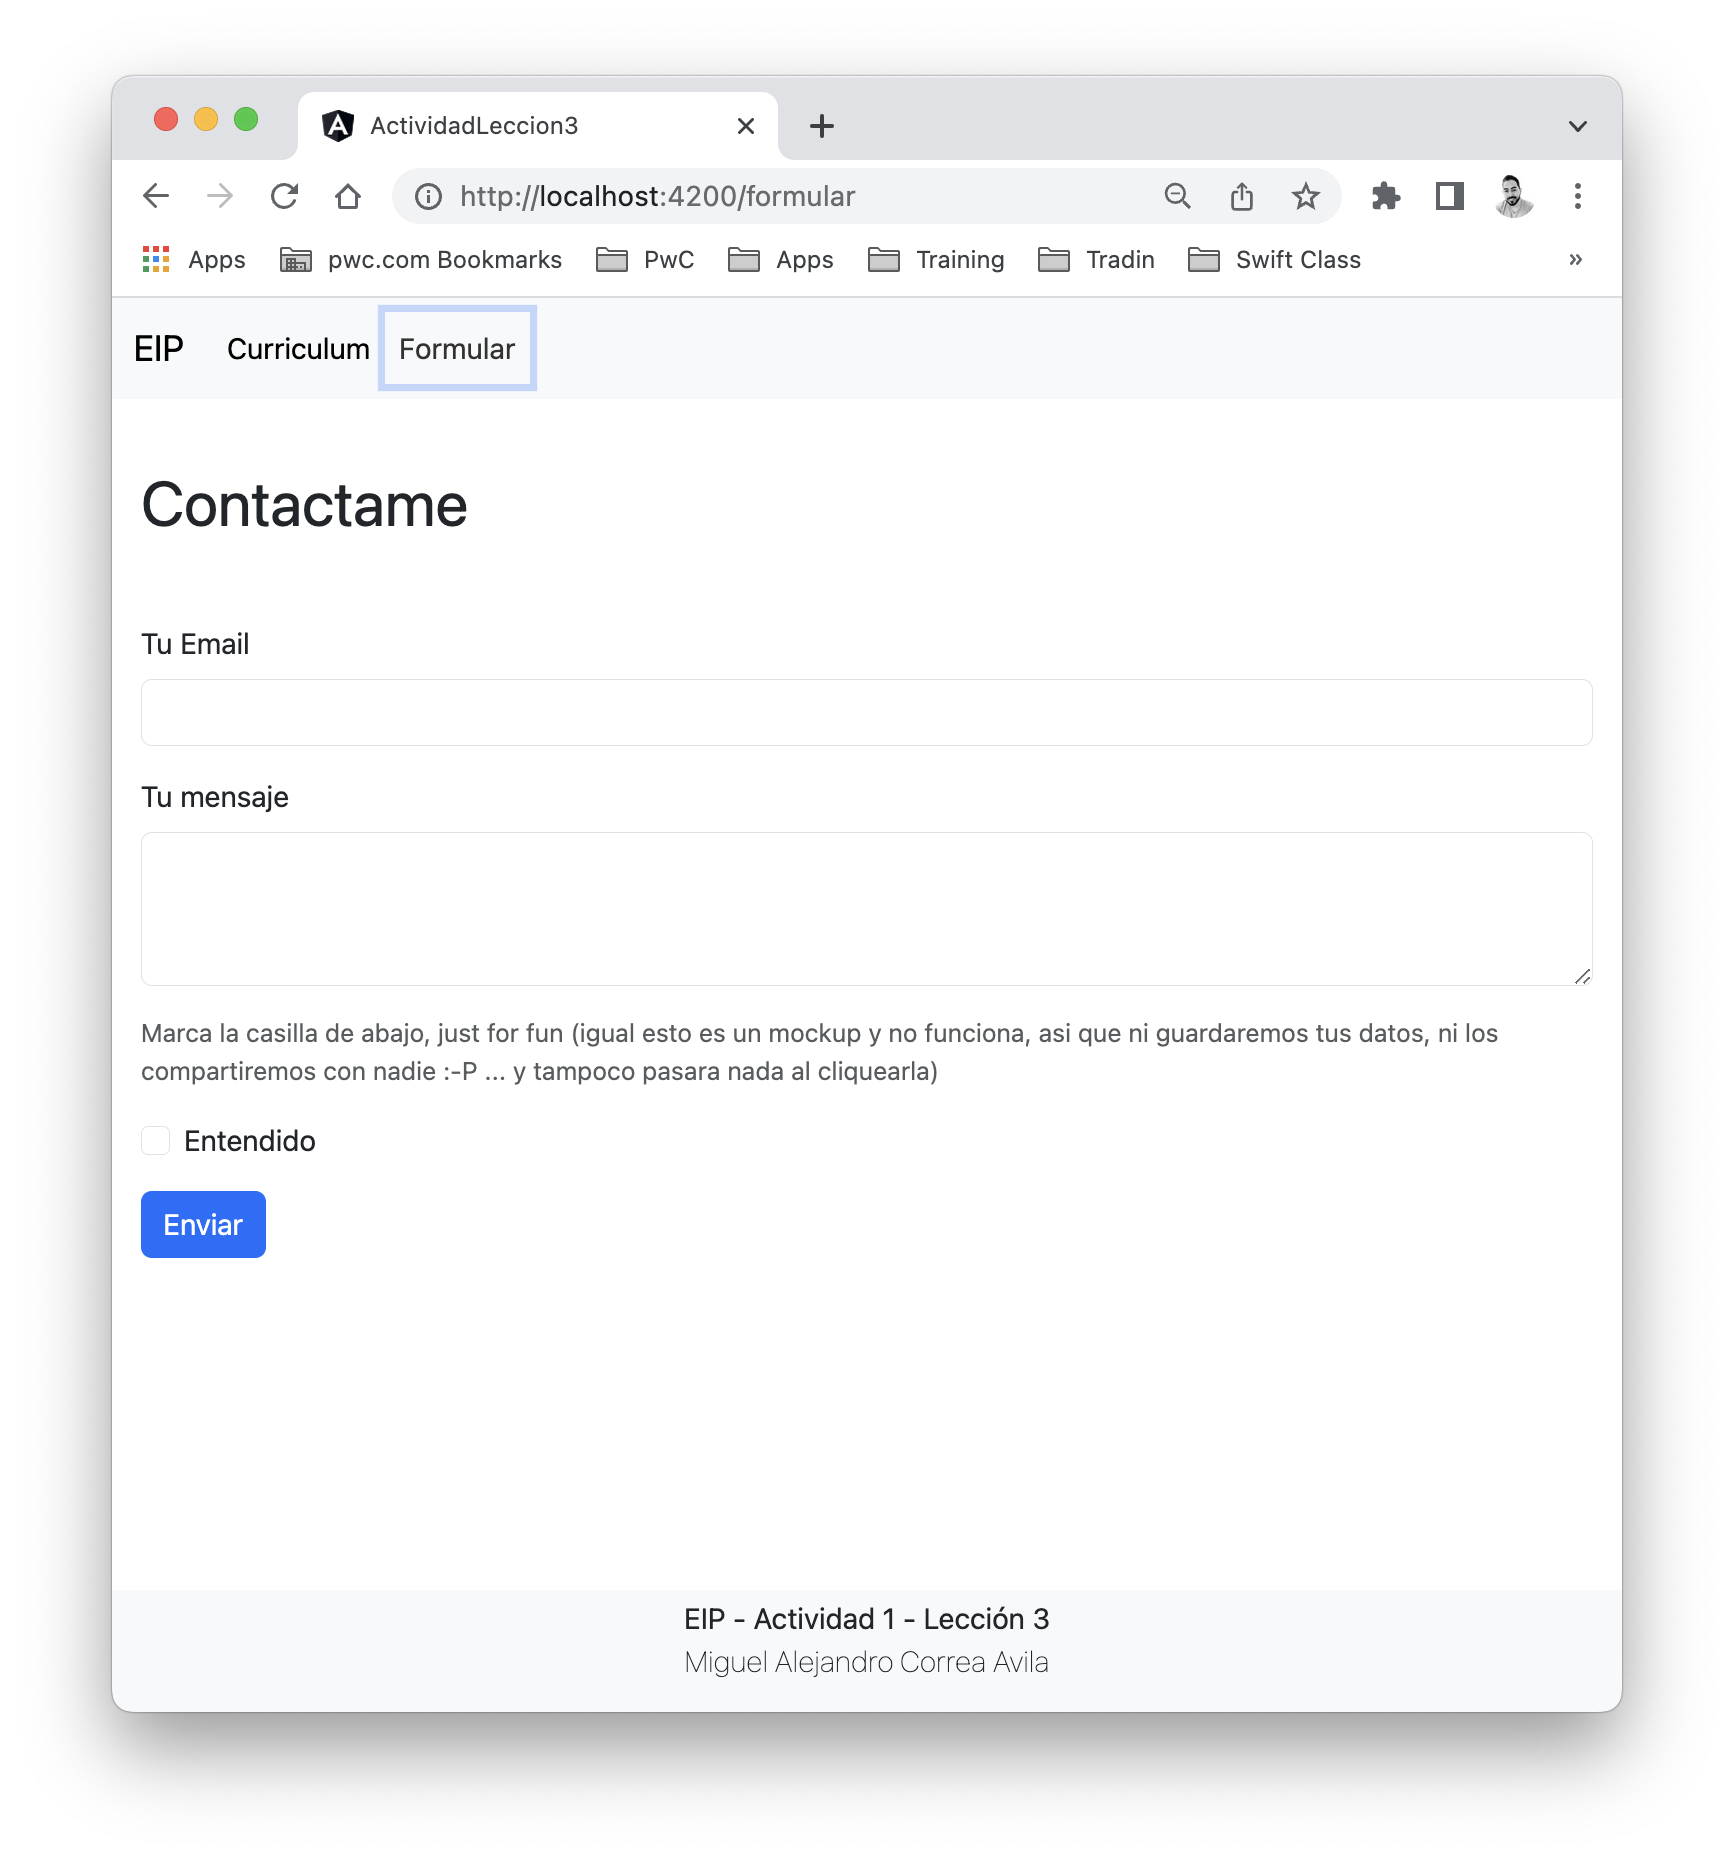 ActividadLeccion3
http://localhost:4200/formular
Apps pwc.com Bookmarks PwC Apps Training Tradin Swift Class »
EIP Curriculum Formular
Contactame
Tu Email
Tu mensaje
Marca la casilla de abajo, just for fun (igual esto es un mockup y no funciona, asi que ni guardaremos tus datos, ni los
compartiremos con nadie :-P ... y tampoco pasara nada al cliquearla)
Entendido
Enviar
EIP - Actividad 1 - Lección 3
Miguel Alejandro Correa Avila